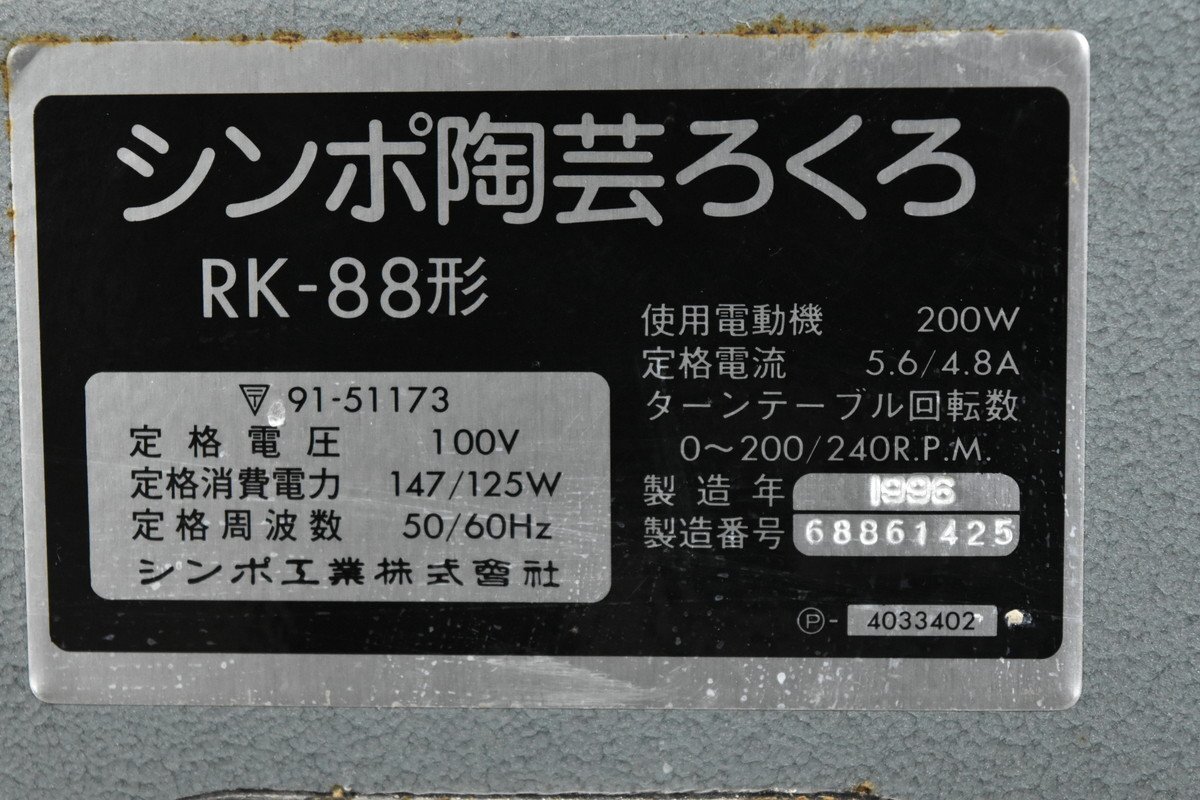 シンポ陶芸ろくろ
RK-88形
〒 91-51173
定格電圧 100V
定格消費電力 147/125W
定格周波数 50/60Hz
シンポ工業株式會社
使用電動機 200W
定格電流 5.6/4.8A
ターンテーブル回転数
0～200/240R.P.M.
製造年 1996
製造番号 68861425
Ⓟ- 4033402